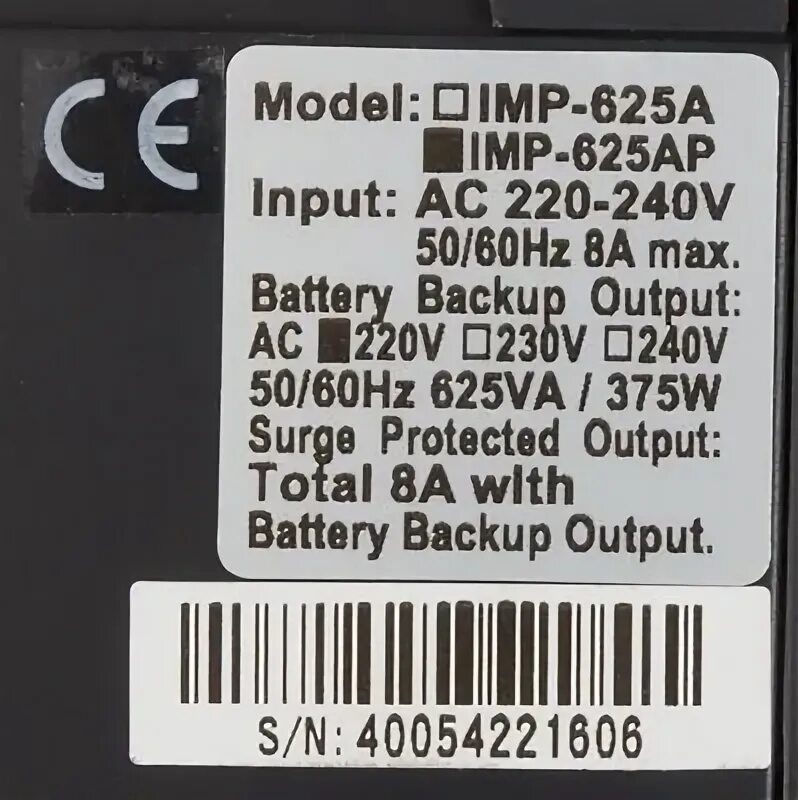 CE
Model: □IMP-625A
■IMP-625AP
Input: AC 220-240V
50/60Hz 8A max.
Battery Backup Output:
AC ■220V □230V □240V
50/60Hz 625VA / 375W
Surge Protected Output:
Total 8A with
Battery Backup Output.
S/N: 40054221606